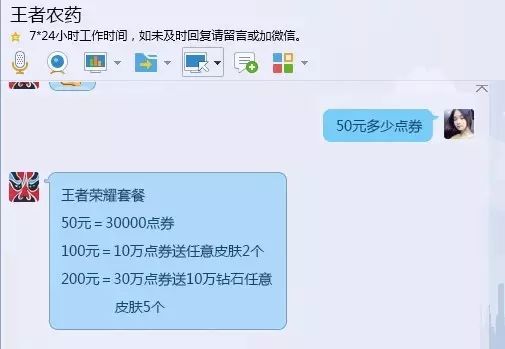 王者农药
7*24小时工作时间，如未及时回复请留言或加微信。
50元多少点券
王者荣耀套餐
50元＝30000点券
100元＝10万点券送任意皮肤2个
200元＝30万点券送10万钻石任意
皮肤5个